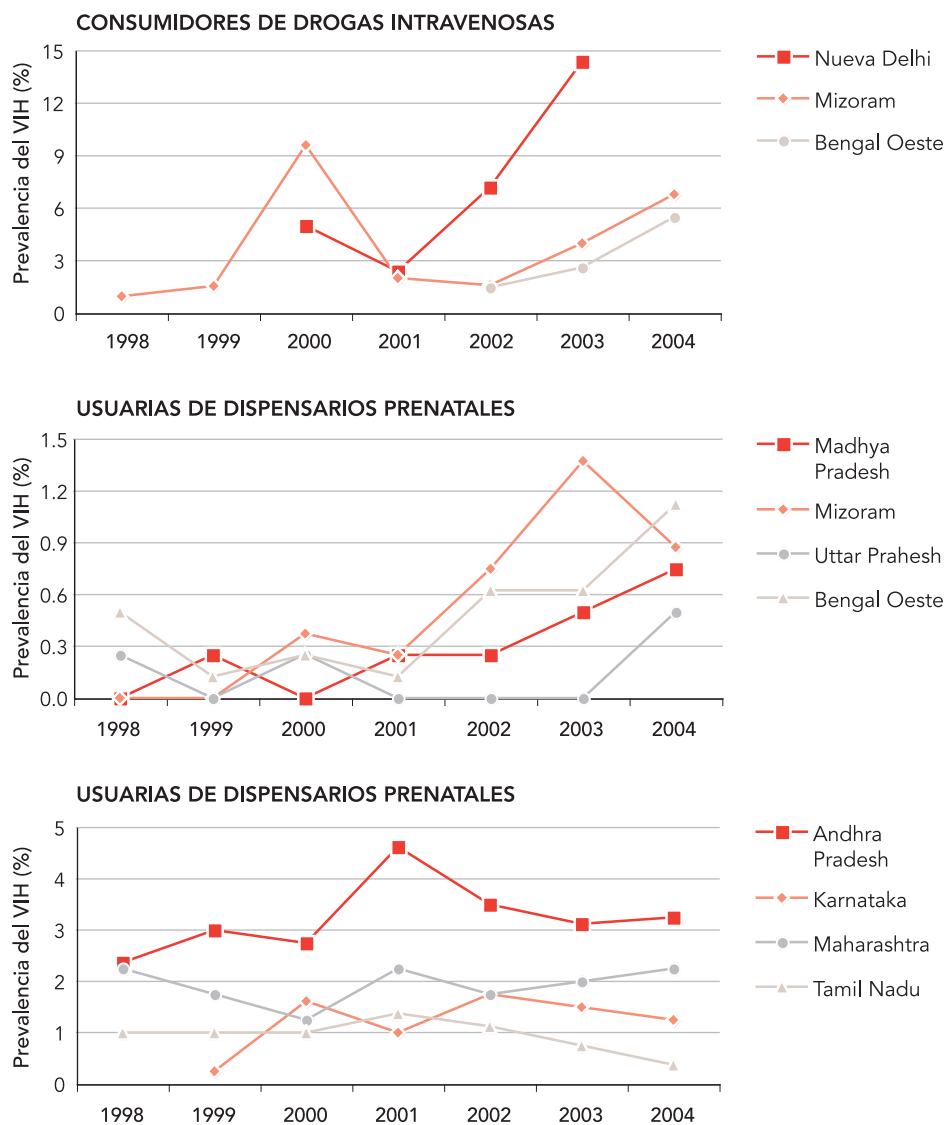 CONSUMIDORES DE DROGAS INTRAVENOSAS
Prevalencia del VIH (%)
15
12
9
6
3
0
1998 1999 2000 2001 2002 2003 2004
Nueva Delhi
Mizoram
Bengal Oeste
USUARIAS DE DISPENSARIOS PRENATALES
Prevalencia del VIH (%)
1.5
1.2
0.9
0.6
0.3
0.0
1998 1999 2000 2001 2002 2003 2004
Madhya
Pradesh
Mizoram
Uttar Prahesh
Bengal Oeste
USUARIAS DE DISPENSARIOS PRENATALES
Prevalencia del VIH (%)
5
4
3
2
1
0
1998 1999 2000 2001 2002 2003 2004
Andhra
Pradesh
Karnataka
Maharashtra
Tamil Nadu